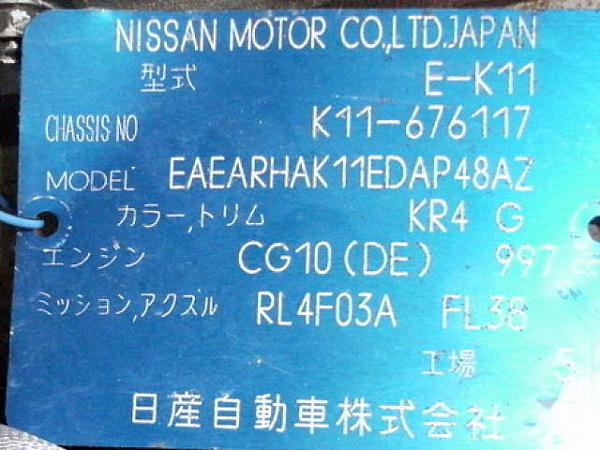 NISSAN MOTOR CO.,LTD.JAPAN
型式 E-K11
CHASSIS NO K11-676117
MODEL EAEARHAK11EDAP48AZ
カラー,トリム KR4 G
エンジン CG10(DE) 997 cc
ミッション,アクスル RL4F03A FL38
工場 5
日産自動車株式会社